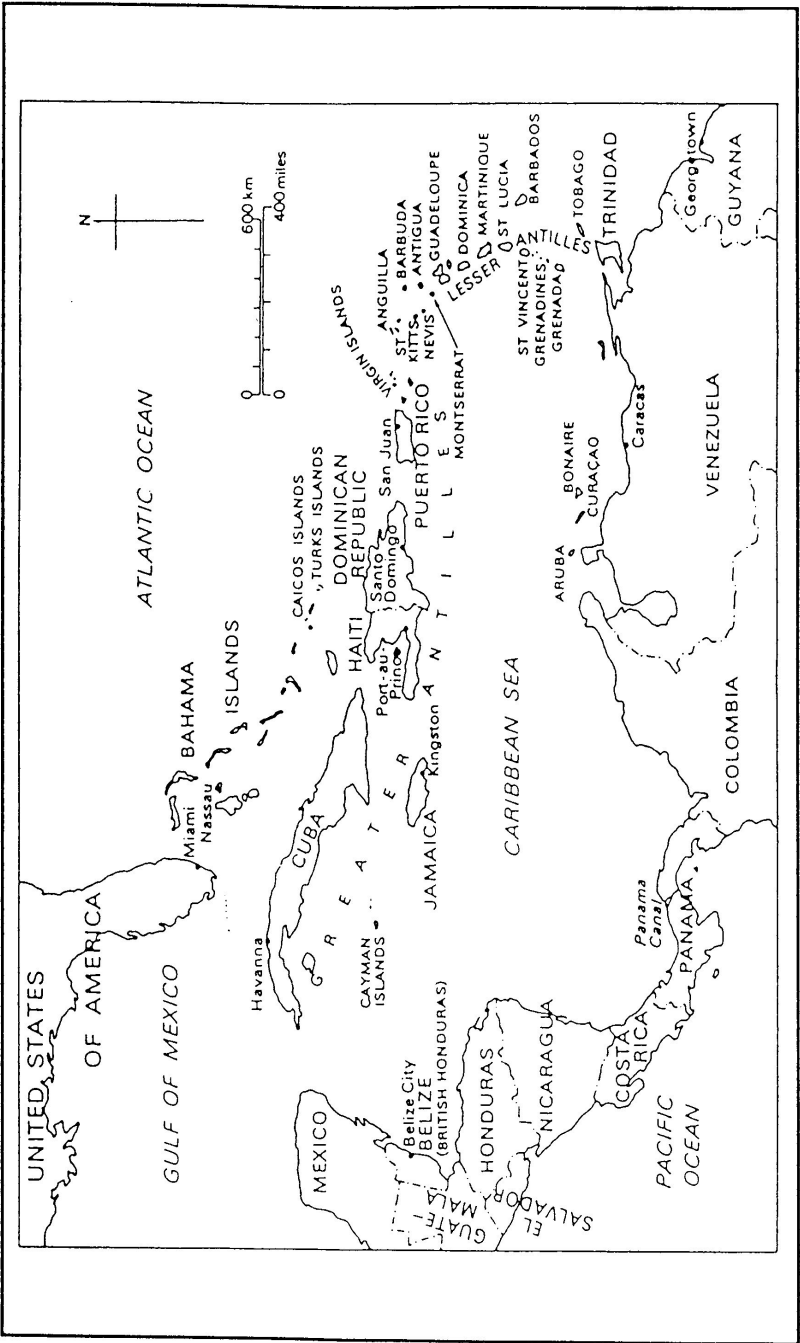 UNITED STATES
OF AMERICA
GULF OF MEXICO
ATLANTIC OCEAN
N
0
600 km
0
400 miles
Miami
Nassau
BAHAMA
ISLANDS
CAICOS ISLANDS
TURKS ISLANDS
Havanna
CUBA
CAYMAN
ISLANDS
GREATER ANTILLES
JAMAICA
Kingston
HAITI
Port-au-
Prince
DOMINICAN
REPUBLIC
Santo
Domingo
San Juan
PUERTO RICO
VIRGIN ISLANDS
ANGUILLA
ST
KITTS
NEVIS
BARBUDA
ANTIGUA
GUADELOUPE
MONTSERRAT
DOMINICA
MARTINIQUE
ST LUCIA
BARBADOS
LESSER ANTILLES
ST VINCENT
GRENADINES
GRENADA
TOBAGO
TRINIDAD
CARIBBEAN SEA
ARUBA
BONAIRE
CURAÇAO
Caracas
VENEZUELA
Georgetown
GUYANA
COLOMBIA
MEXICO
Belize City
BELIZE
(BRITISH HONDURAS)
GUATE-
MALA
EL
SALVADOR
HONDURAS
NICARAGUA
COSTA
RICA
Panama
Canal
PANAMA
PACIFIC
OCEAN